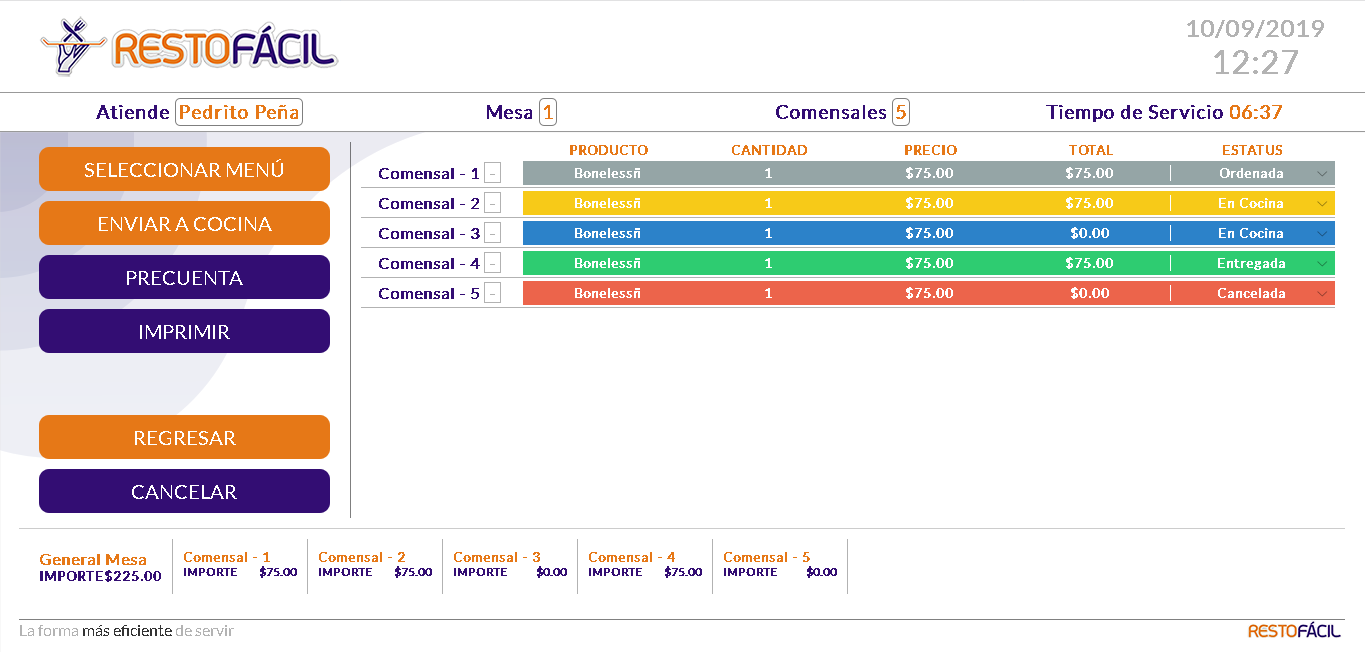 RESTOFÁCIL
10/09/2019
12:27
Atiende Pedrito Peña Mesa 1 Comensales 5 Tiempo de Servicio 06:37
SELECCIONAR MENÚ
ENVIAR A COCINA
PRECUENTA
IMPRIMIR
REGRESAR
CANCELAR
PRODUCTO CANTIDAD PRECIO TOTAL ESTATUS
Comensal - 1 - Bonelessñ 1 $75.00 $75.00 Ordenada
Comensal - 2 - Bonelessñ 1 $75.00 $75.00 En Cocina
Comensal - 3 - Bonelessñ 1 $75.00 $0.00 En Cocina
Comensal - 4 - Bonelessñ 1 $75.00 $75.00 Entregada
Comensal - 5 - Bonelessñ 1 $75.00 $0.00 Cancelada
General Mesa
IMPORTE $225.00
Comensal - 1
IMPORTE $75.00
Comensal - 2
IMPORTE $75.00
Comensal - 3
IMPORTE $0.00
Comensal - 4
IMPORTE $75.00
Comensal - 5
IMPORTE $0.00
La forma más eficiente de servir
RESTOFÁCIL